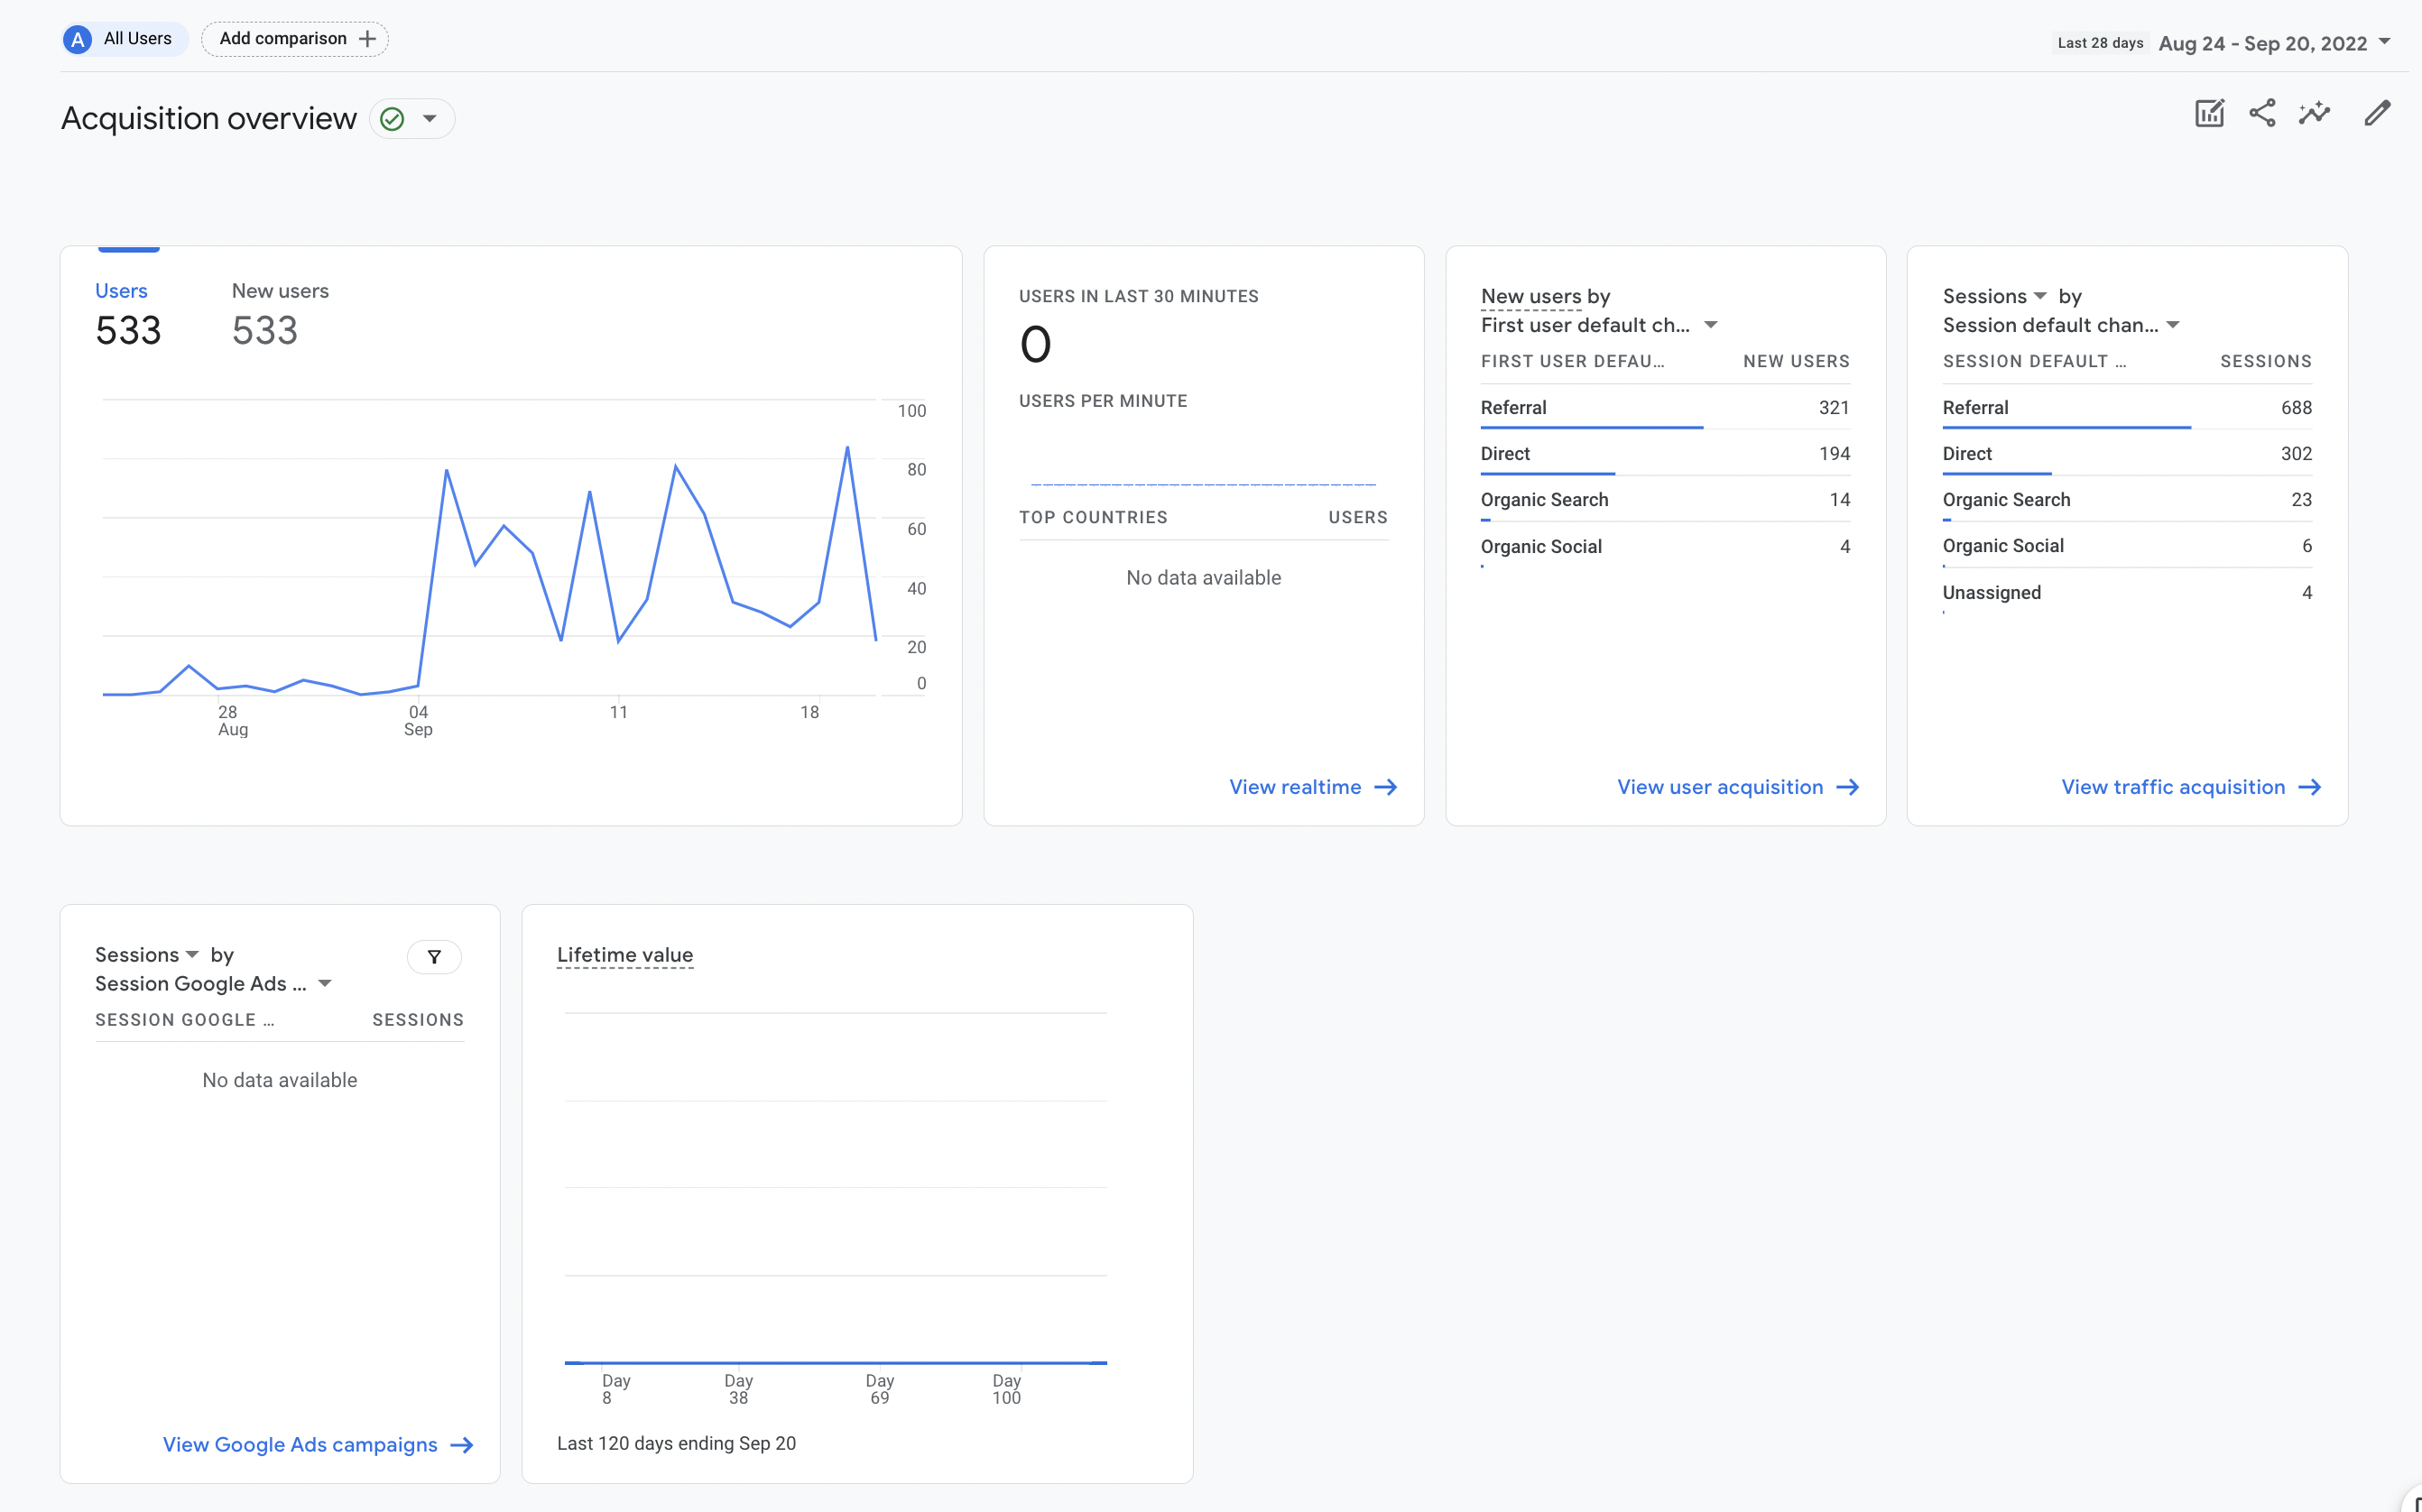 A All Users
Add comparison
Last 28 days Aug 24 - Sep 20, 2022
Acquisition overview
Users
533
New users
533
100
80
60
40
20
0
28
Aug
04
Sep
11
18
USERS IN LAST 30 MINUTES
0
USERS PER MINUTE
TOP COUNTRIES USERS
No data available
View realtime
New users by
First user default ch...
FIRST USER DEFAU... NEW USERS
Referral 321
Direct 194
Organic Search 14
Organic Social 4
View user acquisition
Sessions by
Session default chan...
SESSION DEFAULT ... SESSIONS
Referral 688
Direct 302
Organic Search 23
Organic Social 6
Unassigned 4
View traffic acquisition
Sessions by
Session Google Ads ...
SESSION GOOGLE ... SESSIONS
No data available
View Google Ads campaigns
Lifetime value
Day
8
Day
38
Day
69
Day
100
Last 120 days ending Sep 20